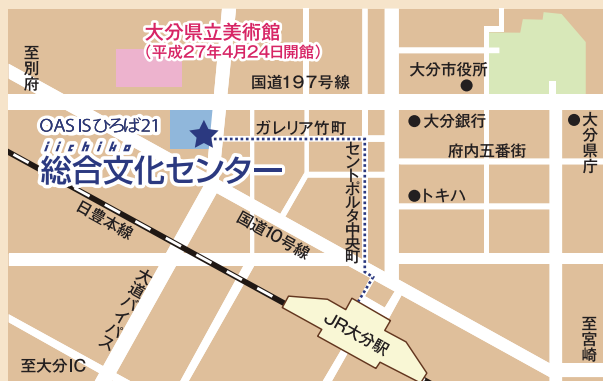 大分県立美術館
（平成27年4月24日開館）
至別府
国道197号線
大分市役所
OASISひろば21
ガレリア竹町
大分銀行
大分県庁
iichiko
総合文化センター
セントポルタ中央町
府内五番街
トキハ
日豊本線
国道10号線
大道バイパス
JR大分駅
至宮崎
至大分IC